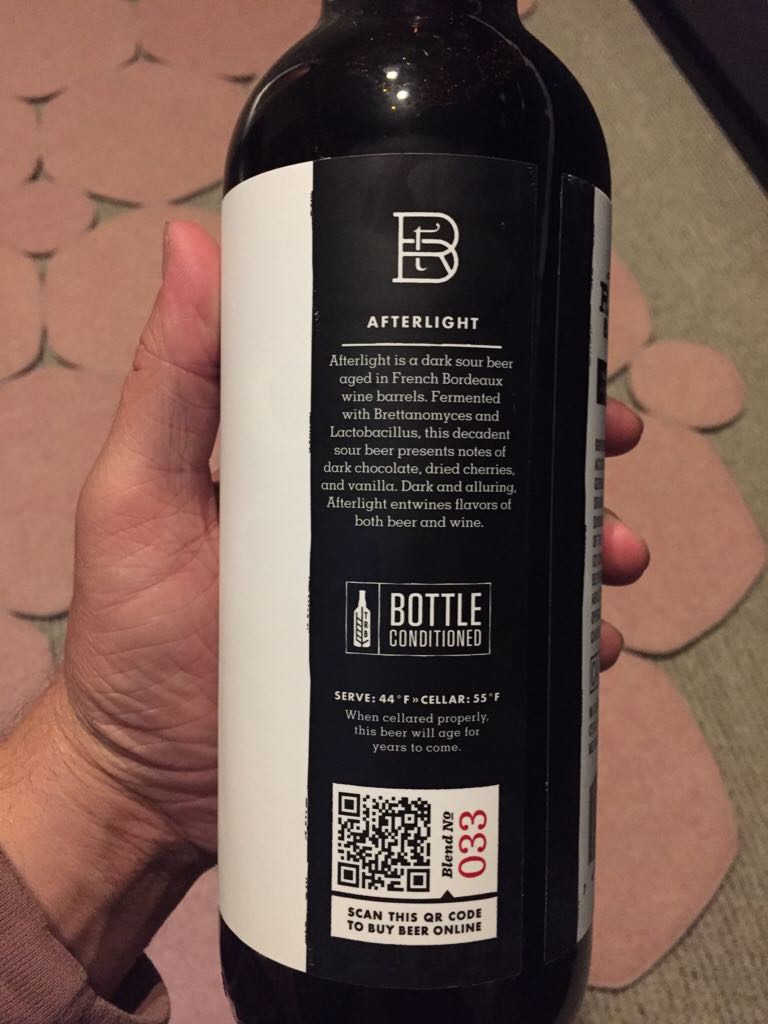 AFTERLIGHT
Afterlight is a dark sour beer
aged in French Bordeaux
wine barrels. Fermented
with Brettanomyces and
Lactobacillus, this decadent
sour beer presents notes of
dark chocolate, dried cherries,
and vanilla. Dark and alluring,
Afterlight entwines flavors of
both beer and wine.
TRB
BOTTLE
CONDITIONED
SERVE: 44°F » CELLAR: 55°F
When cellared properly,
this beer will age for
years to come.
Blend No
033
SCAN THIS QR CODE
TO BUY BEER ONLINE